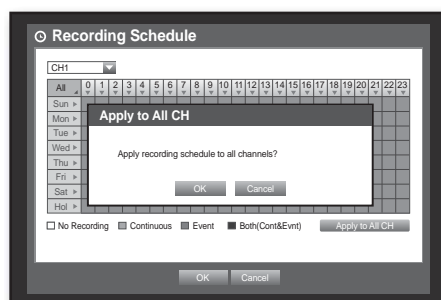 Recording Schedule
CH1
All 0 1 2 3 4 5 6 7 8 9 10 11 12 13 14 15 16 17 18 19 20 21 22 23
Sun
Mon
Tue
Wed
Thu
Fri
Sat
Hol
Apply to All CH
Apply recording schedule to all channels?
OK Cancel
No Recording Continuous Event Both(Cont&Evnt) Apply to All CH
OK Cancel